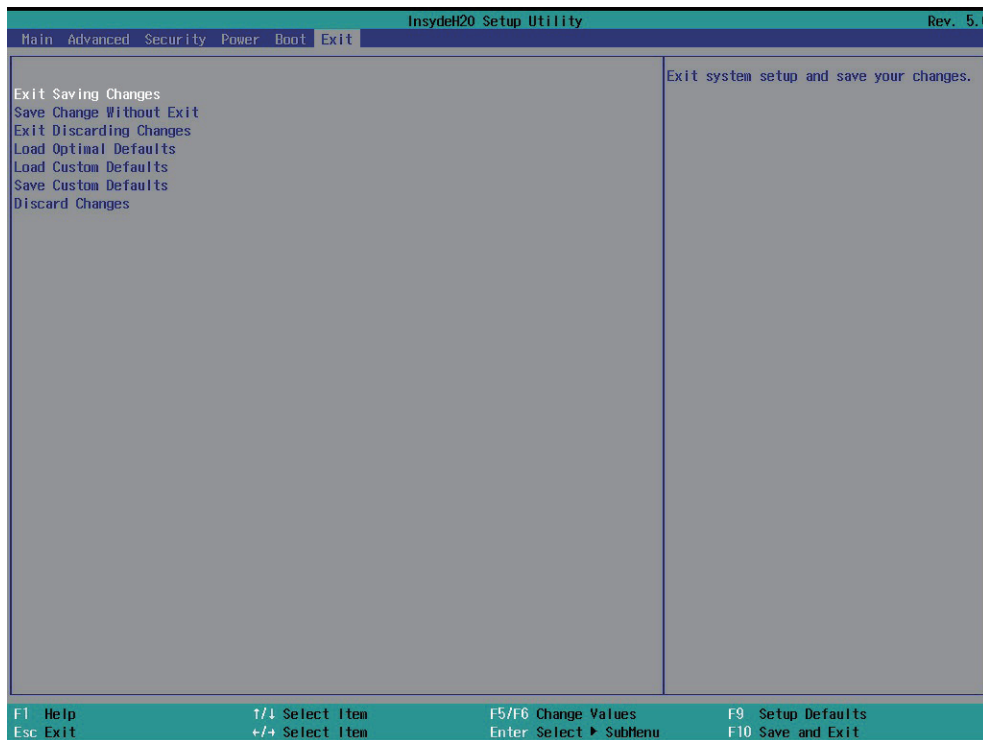 InsydeH20 Setup Utility Rev. 5.
Main Advanced Security Power Boot Exit
Exit system setup and save your changes.
Exit Saving Changes
Save Change Without Exit
Exit Discarding Changes
Load Optimal Defaults
Load Custom Defaults
Save Custom Defaults
Discard Changes
F1 Help ↑/↓ Select Item F5/F6 Change Values F9 Setup Defaults
Esc Exit ←/→ Select Item Enter Select ▶ SubMenu F10 Save and Exit